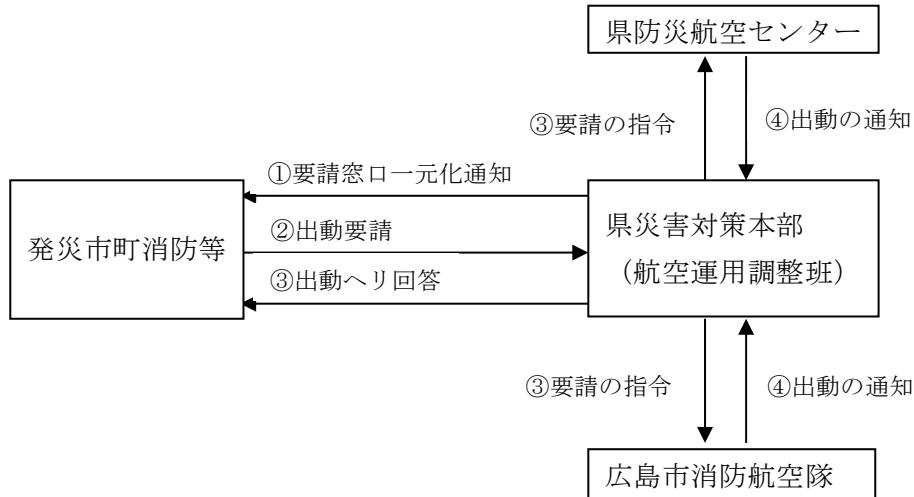 県防災航空センター
③要請の指令
④出動の通知
①要請窓口一元化通知
発災市町消防等
②出動要請
県災害対策本部
（航空運用調整班）
③出動ヘリ回答
③要請の指令
④出動の通知
広島市消防航空隊